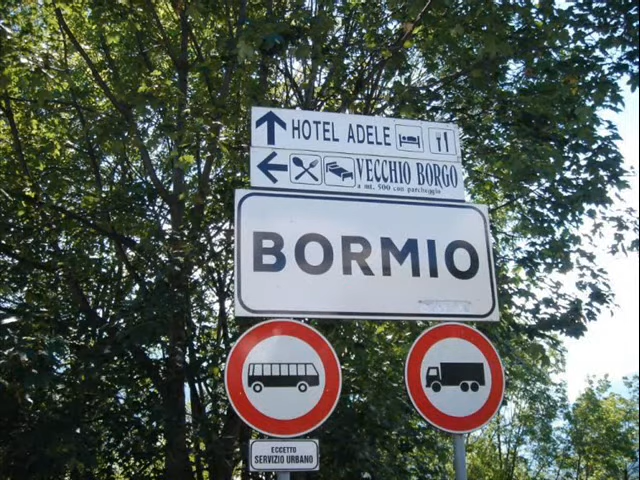 HOTEL ADELE
VECCHIO BORGO
a mt. 500 con parcheggio
BORMIO
ECCETTO
SERVIZIO URBANO